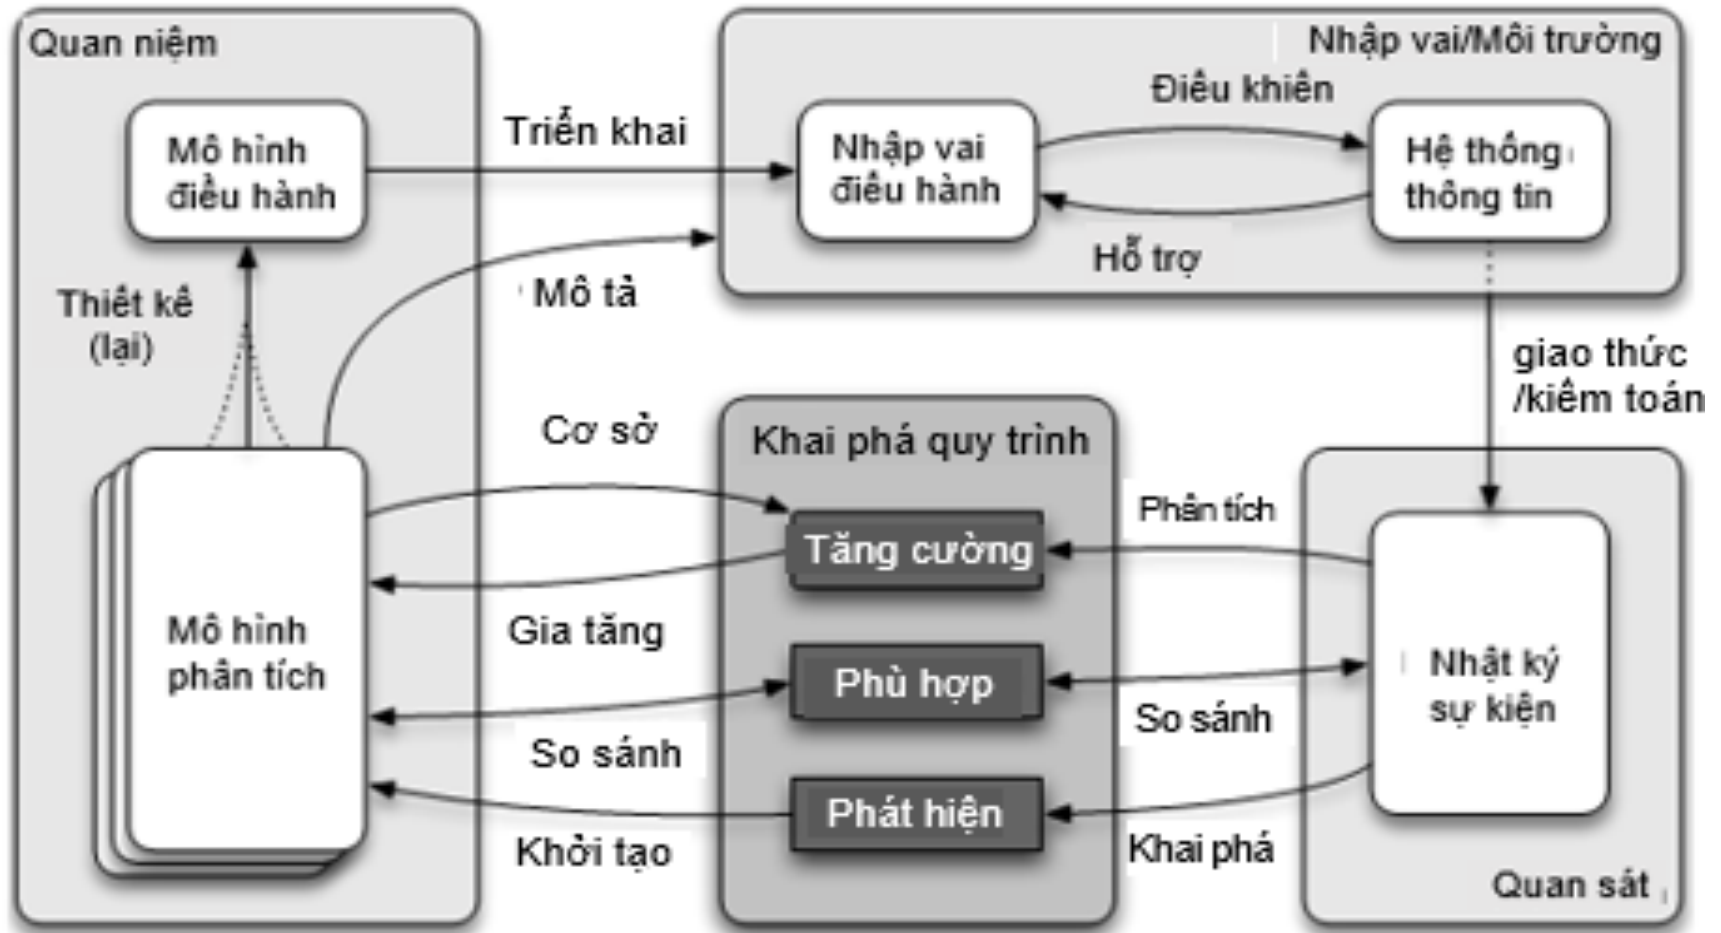 Quan niệm
Nhập vai/Môi trường
Mô hình
điều hành
Triển khai
Nhập vai
điều hành
Điều khiên
Hệ thống
thông tin
Hỗ trợ
Thiết kê
(lại)
Mô tả
giao thức
/kiêm toán
Cơ sở
Khai phá quy trình
Phân tích
Tăng cường
Gia tăng
Mô hình
phân tích
Phù hợp
Nhật ký
sự kiện
So sánh
So sánh
Phát hiện
Khởi tạo
Khai phá
Quan sát